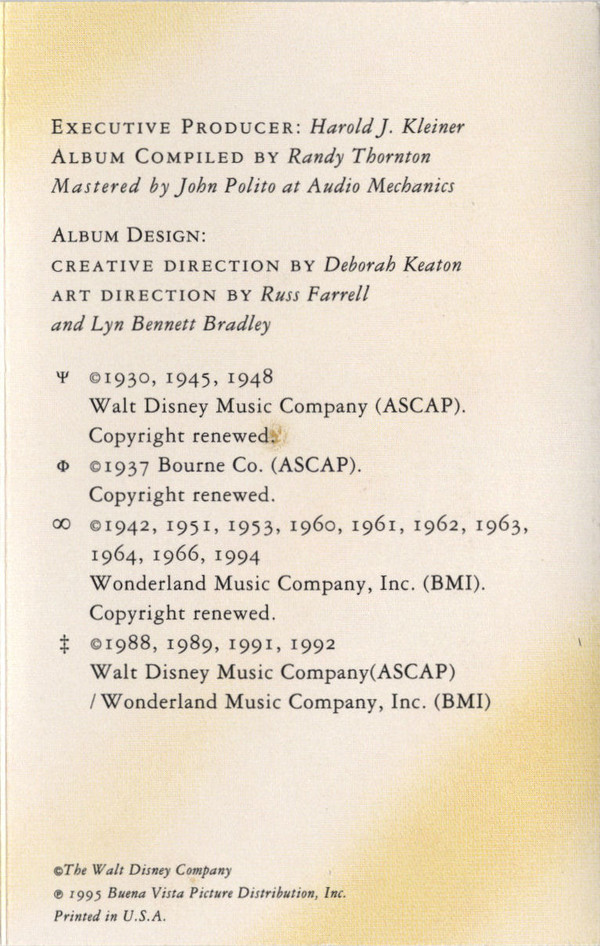 EXECUTIVE PRODUCER: Harold J. Kleiner
ALBUM COMPILED BY Randy Thornton
Mastered by John Polito at Audio Mechanics
ALBUM DESIGN:
CREATIVE DIRECTION BY Deborah Keaton
ART DIRECTION BY Russ Farrell
and Lyn Bennett Bradley
Ψ ©1930, 1945, 1948
Walt Disney Music Company (ASCAP).
Copyright renewed.
Φ ©1937 Bourne Co. (ASCAP).
Copyright renewed.
∞ ©1942, 1951, 1953, 1960, 1961, 1962, 1963,
1964, 1966, 1994
Wonderland Music Company, Inc. (BMI).
Copyright renewed.
‡ ©1988, 1989, 1991, 1992
Walt Disney Music Company(ASCAP)
/Wonderland Music Company, Inc. (BMI)
©The Walt Disney Company
℗ 1995 Buena Vista Picture Distribution, Inc.
Printed in U.S.A.